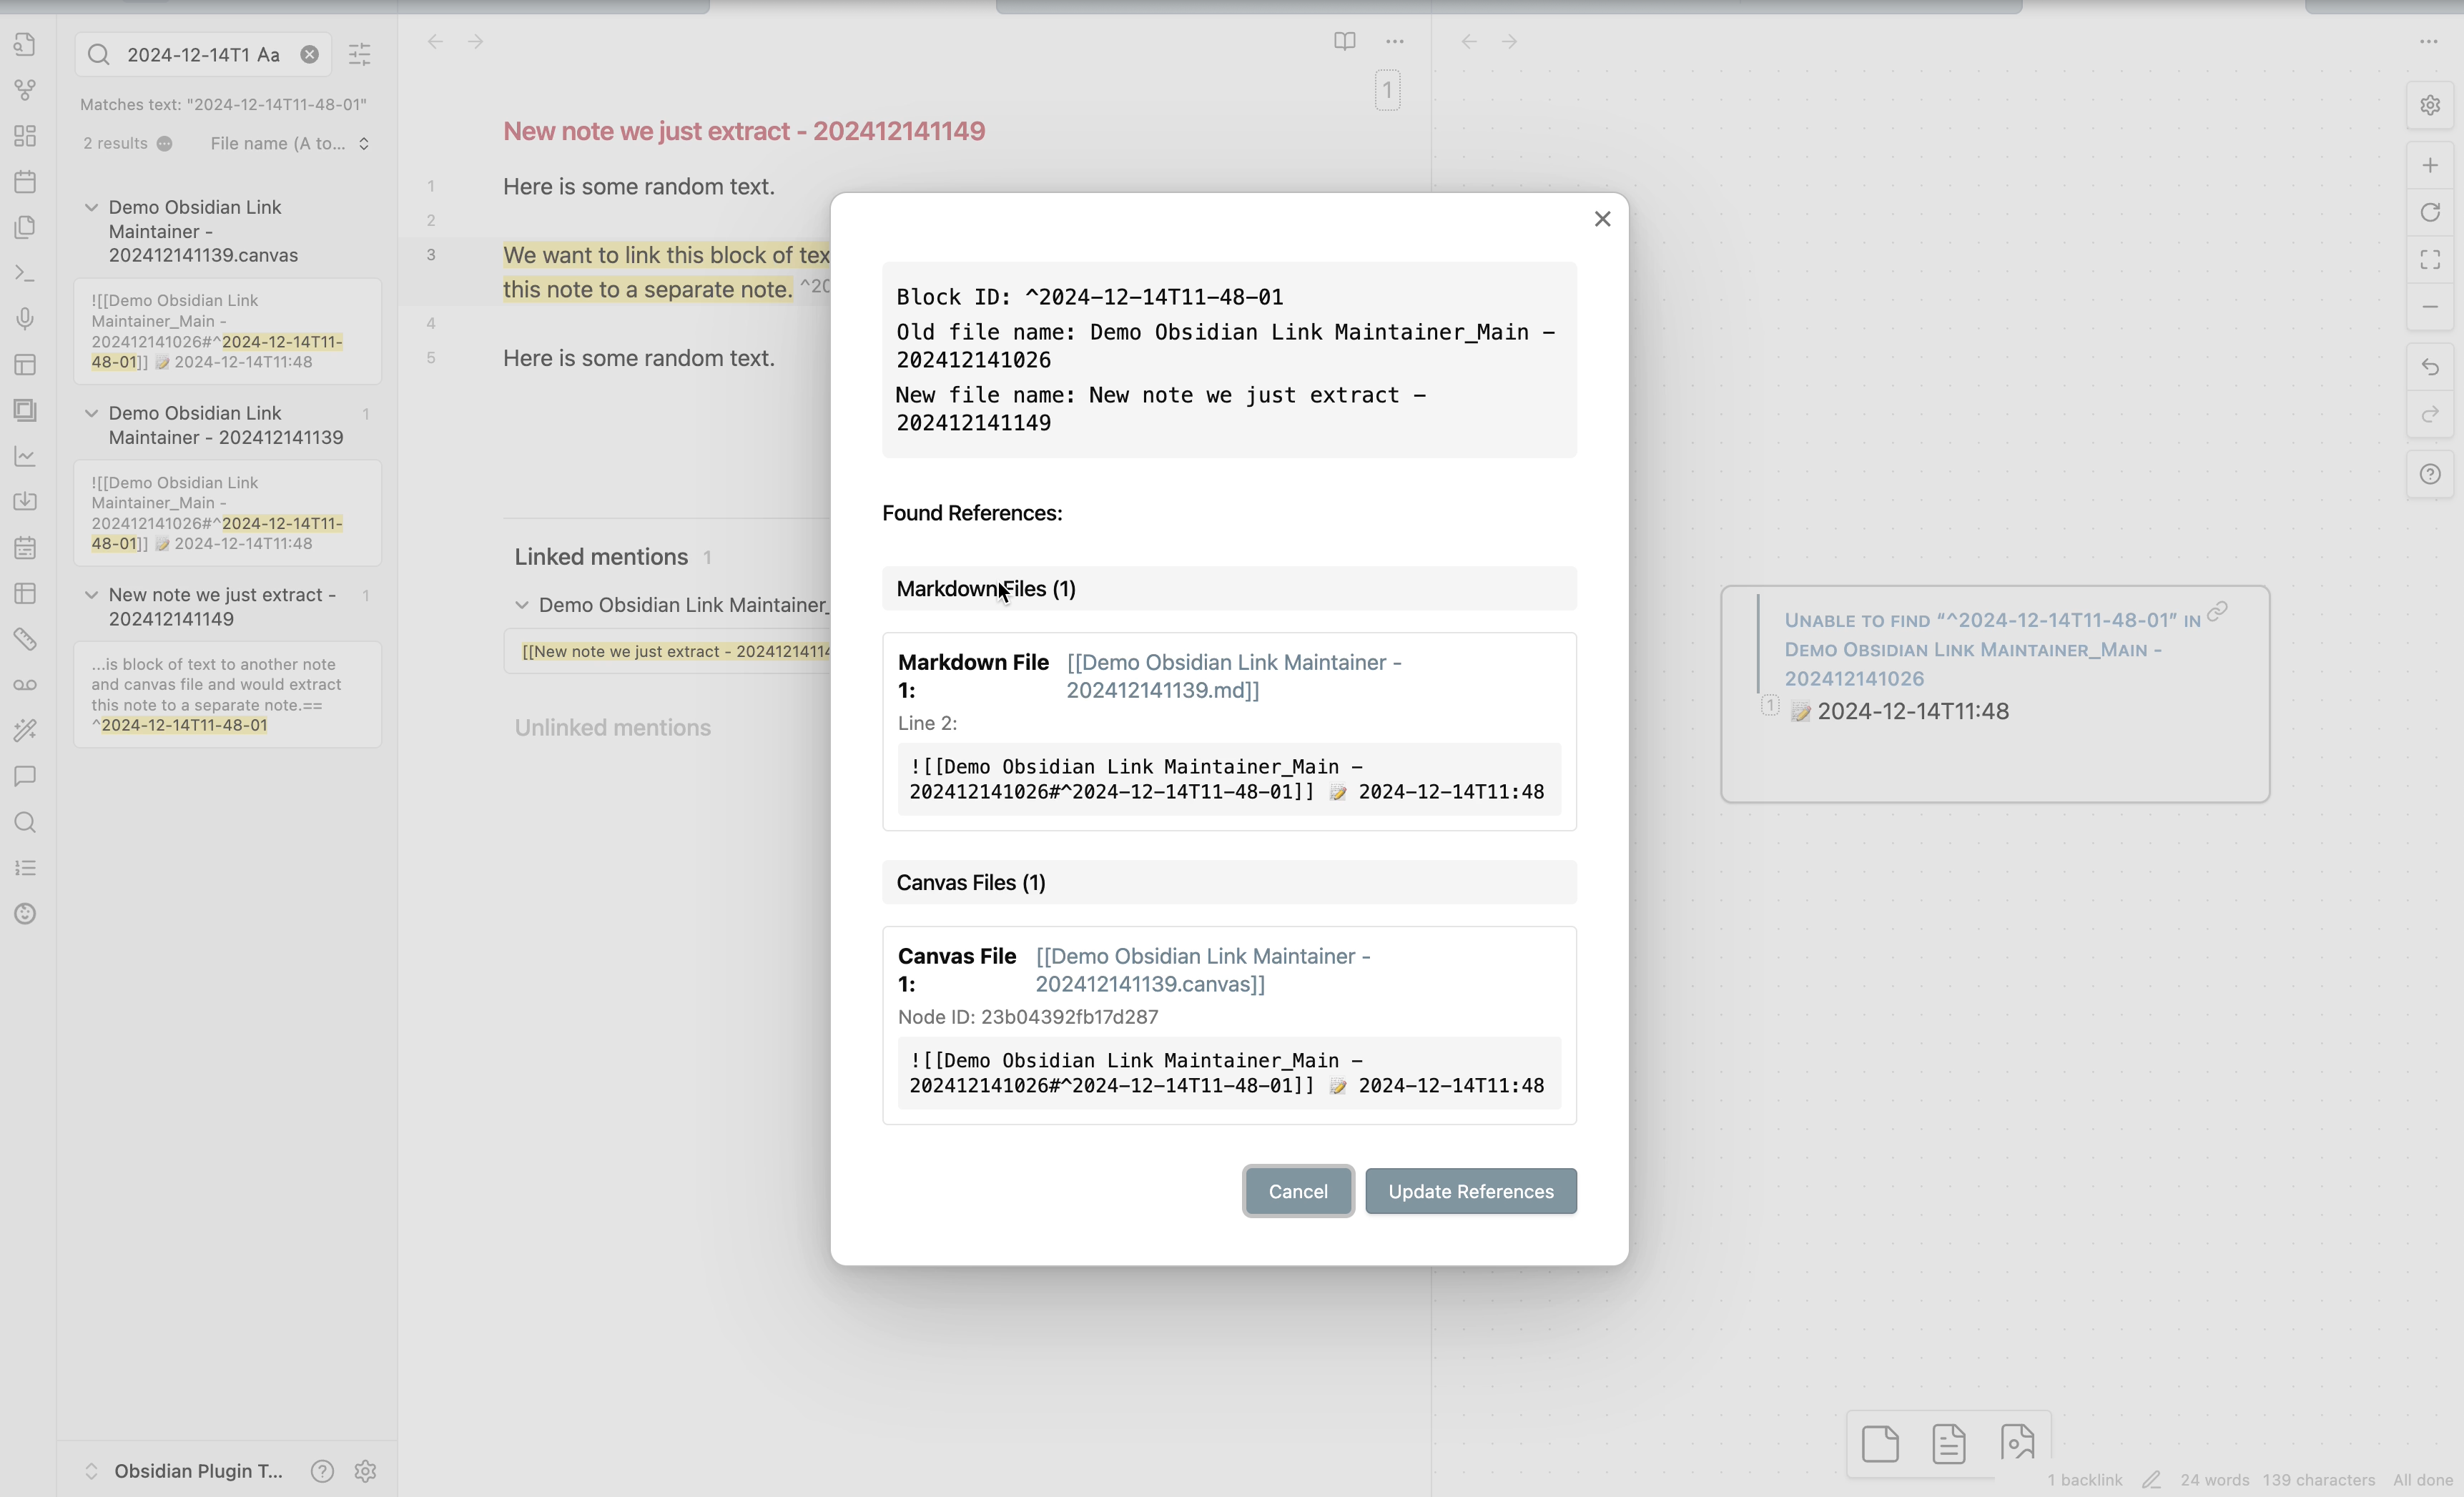 2024-12-14T1 Aa
Matches text: "2024-12-14T11-48-01"
2 results
File name (A to...
Demo Obsidian Link
Maintainer -
202412141139.canvas
![[Demo Obsidian Link
Maintainer_Main -
202412141026#^2024-12-14T11-
48-01]] 📝 2024-12-14T11:48
Demo Obsidian Link
Maintainer - 202412141139
1
![[Demo Obsidian Link
Maintainer_Main -
202412141026#^2024-12-14T11-
48-01]] 📝 2024-12-14T11:48
New note we just extract -
202412141149
1
...is block of text to another note
and canvas file and would extract
this note to a separate note.==
^2024-12-14T11-48-01
Obsidian Plugin T...
1
New note we just extract - 202412141149
1 Here is some random text.
2
3 We want to link this block of tex
this note to a separate note. ^20
4
5 Here is some random text.
Linked mentions 1
Demo Obsidian Link Maintainer_
[[New note we just extract - 20241214114
Unlinked mentions
Block ID: ^2024-12-14T11-48-01
Old file name: Demo Obsidian Link Maintainer_Main -
202412141026
New file name: New note we just extract -
202412141149
Found References:
Markdown Files (1)
Markdown File
1:
[[Demo Obsidian Link Maintainer -
202412141139.md]]
Line 2:
![[Demo Obsidian Link Maintainer_Main -
202412141026#^2024-12-14T11-48-01]] 📝 2024-12-14T11:48
Canvas Files (1)
Canvas File
1:
[[Demo Obsidian Link Maintainer -
202412141139.canvas]]
Node ID: 23b04392fb17d287
![[Demo Obsidian Link Maintainer_Main -
202412141026#^2024-12-14T11-48-01]] 📝 2024-12-14T11:48
Cancel
Update References
Unable to find “^2024-12-14T11-48-01” in
Demo Obsidian Link Maintainer_Main -
202412141026
1
📝 2024-12-14T11:48
1 backlink
24 words
139 characters
All done